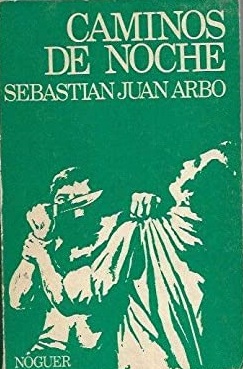 CAMINOS
DE NOCHE
SEBASTIAN JUAN ARBO
NOGUER